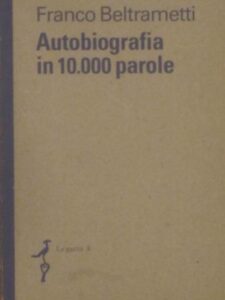 Franco Beltrametti
Autobiografia
in 10.000 parole